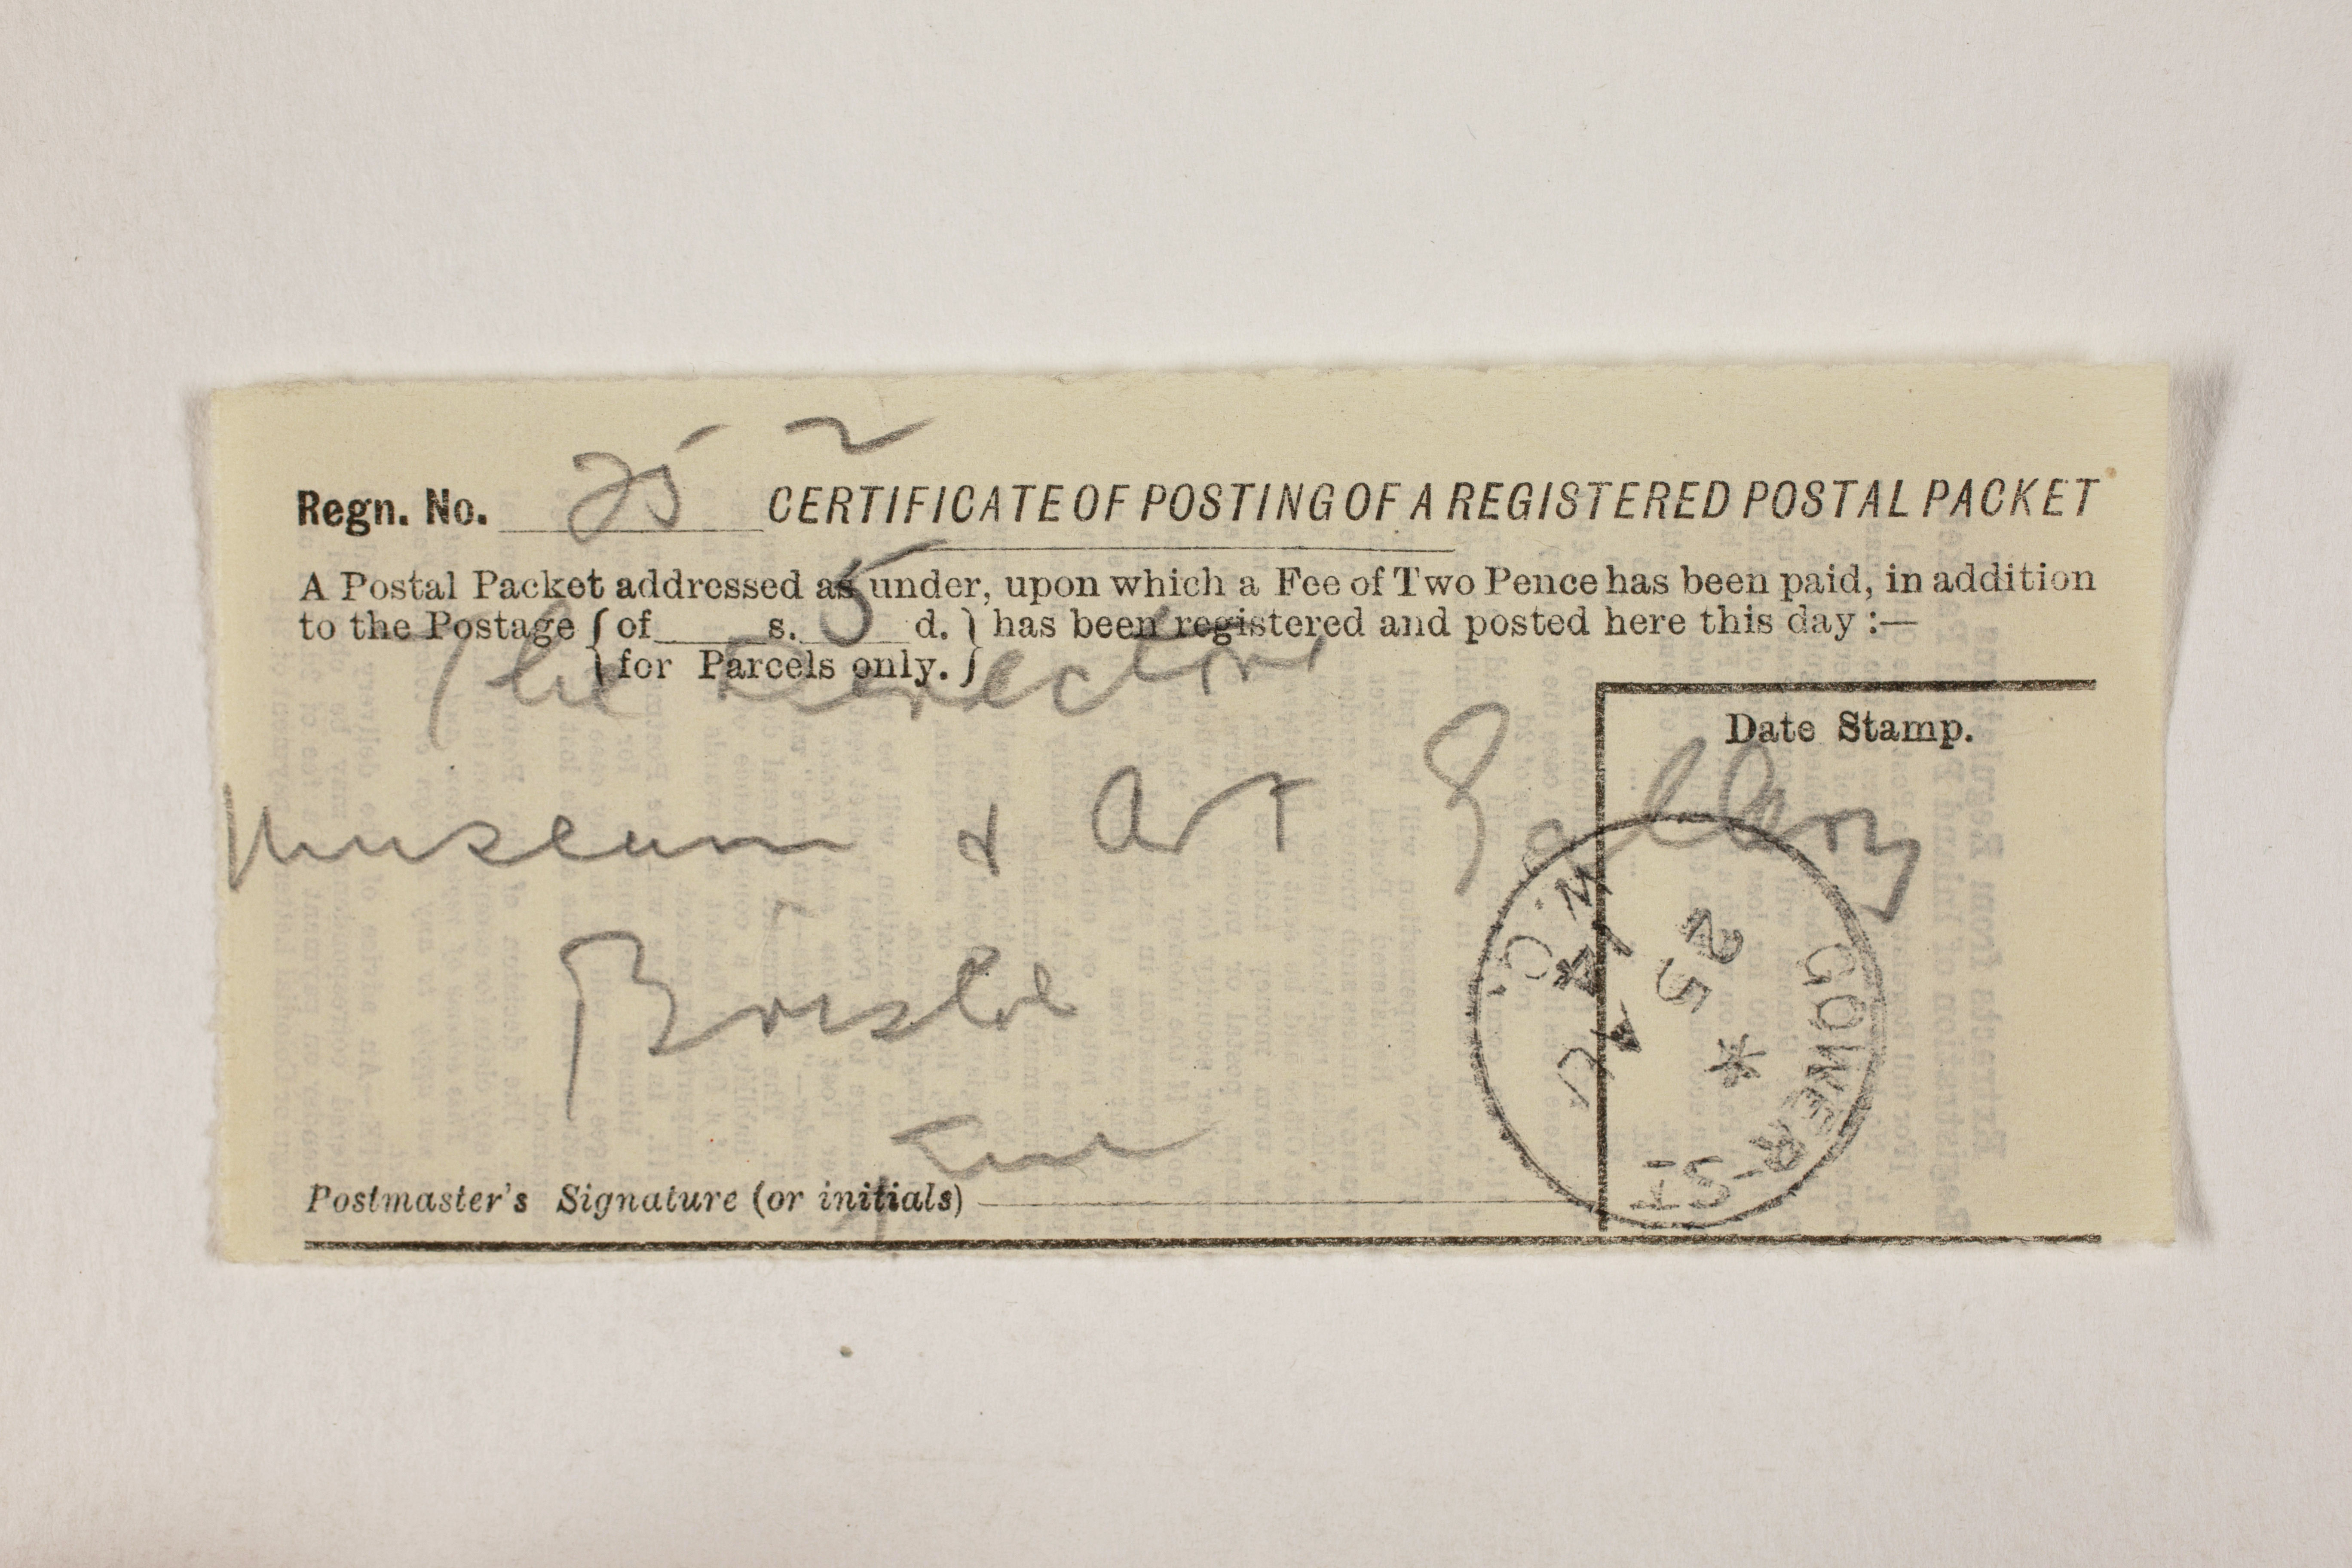 Regn. No. 25 CERTIFICATE OF POSTING OF A REGISTERED POSTAL PACKET
A Postal Packet addressed as under, upon which a Fee of Two Pence has been paid, in addition
to the Postage { of s. 5 d. } has been registered and posted here this day :—
{ for Parcels only. }
The Director
Date Stamp.
Museum & Art Gallery
Bristol
GOWER-ST
W.C.
25
14
Postmaster's Signature (or initials)